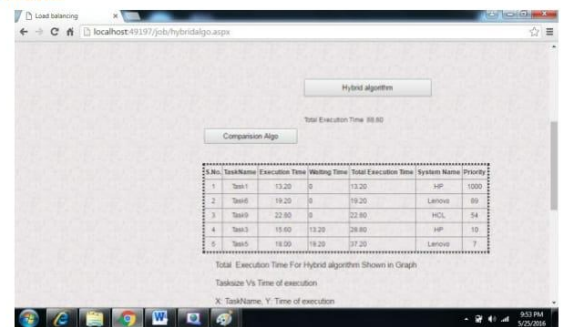 Load balancing
localhost:49197/job/hybridalgo.aspx
Hybrid algorithm
Total Execution Time
Comparision Algo
S.No. TaskName Execution Time Waiting Time Total Execution Time System Name Priority
1 Task1 13.20 0 13.20 HP 1000
2 Task6 19.20 0 19.20 Lenovo 89
3 Task9 22.80 0 22.80 HCL 54
4 Task3 15.60 13.20 28.80 HP 10
5 Task5 18.00 19.20 37.20 Lenovo 7
Total Execution Time For Hybrid algorithm Shown in Graph
Tasksize Vs Time of execution
X: TaskName, Y: Time of execution
9:53 PM
5/25/2016